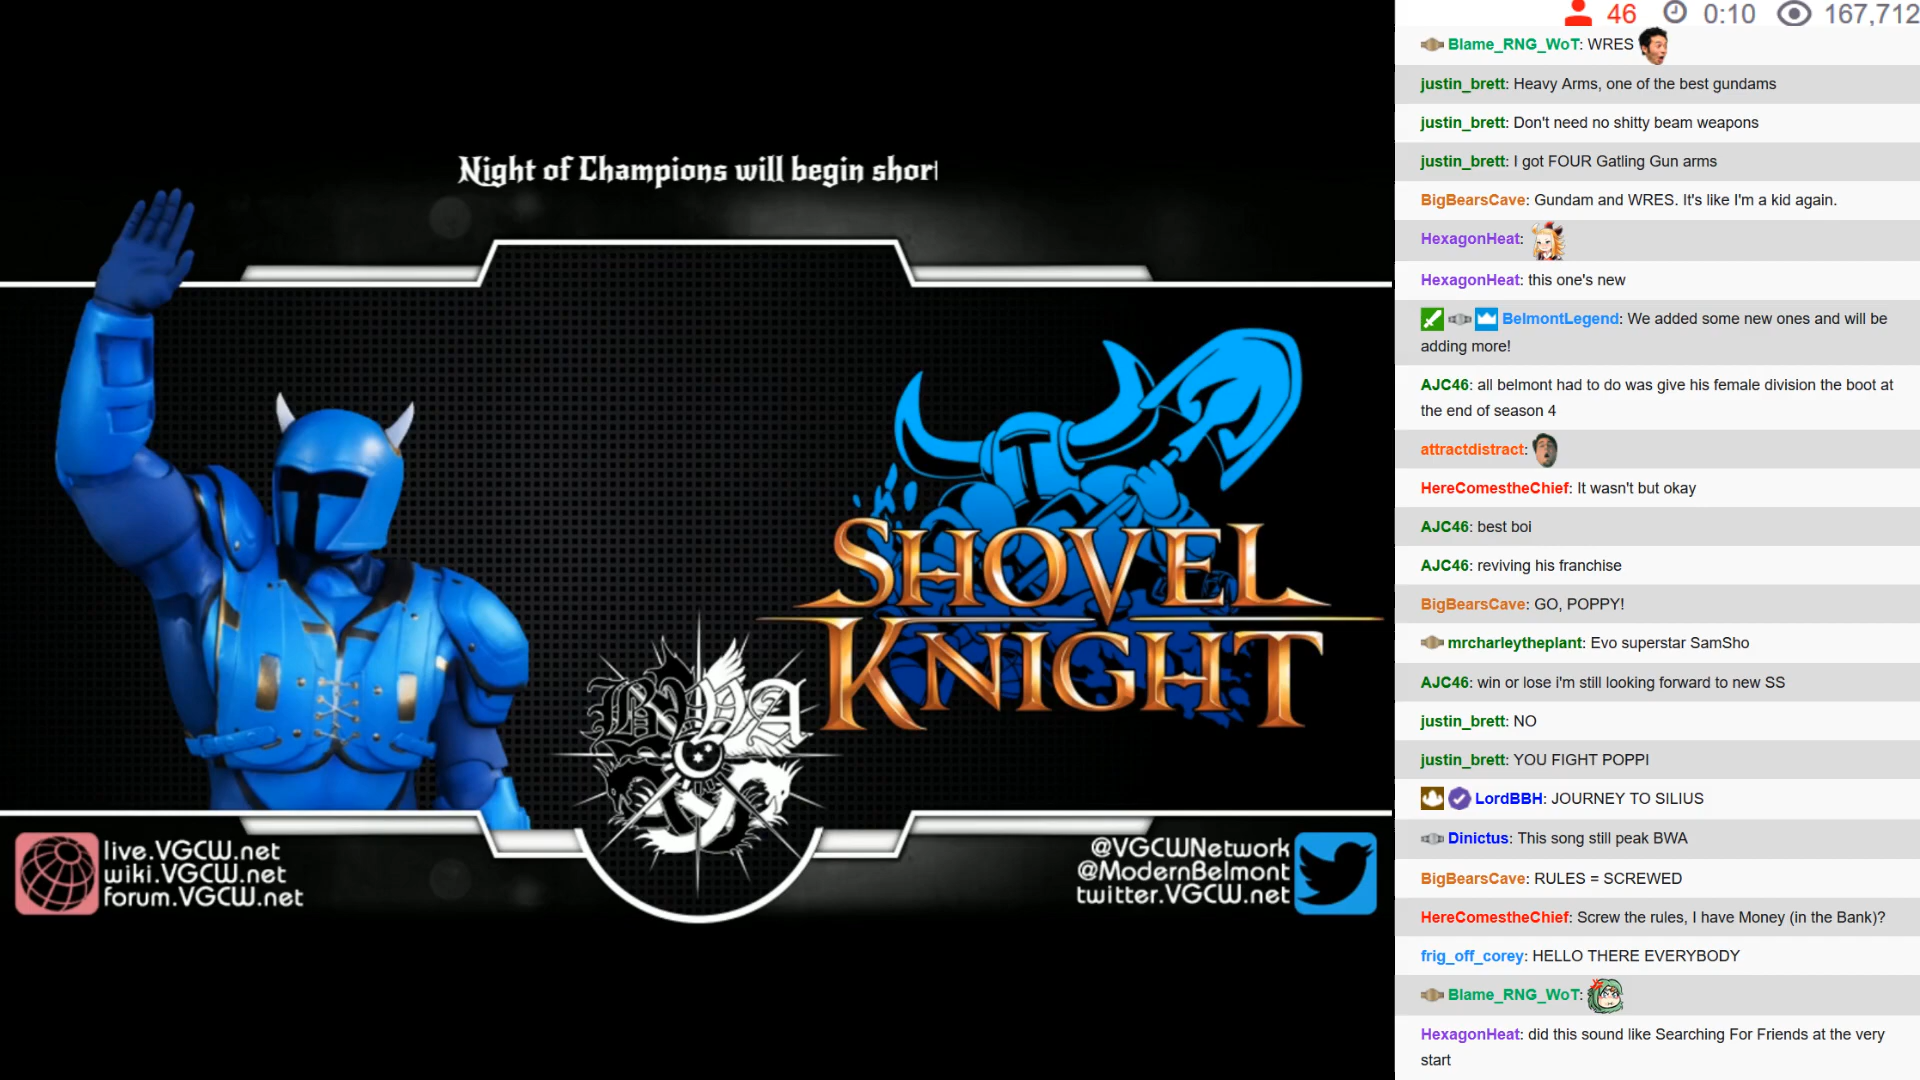 Night of Champions will begin shor
SHOVEL
KNIGHT
BWA
live.VGCW.net
wiki.VGCW.net
forum.VGCW.net
@VGCWNetwork
@ModernBelmont
twitter.VGCW.net
46 0:10 167,712
Blame_RNG_WoT: WRES
justin_brett: Heavy Arms, one of the best gundams
justin_brett: Don't need no shitty beam weapons
justin_brett: I got FOUR Gatling Gun arms
BigBearsCave: Gundam and WRES. It's like I'm a kid again.
HexagonHeat:
HexagonHeat: this one's new
BelmontLegend: We added some new ones and will be
adding more!
AJC46: all belmont had to do was give his female division the boot at
the end of season 4
attractdistract:
HereComestheChief: It wasn't but okay
AJC46: best boi
AJC46: reviving his franchise
BigBearsCave: GO, POPPY!
mrcharleytheplant: Evo superstar SamSho
AJC46: win or lose i'm still looking forward to new SS
justin_brett: NO
justin_brett: YOU FIGHT POPPI
LordBBH: JOURNEY TO SILIUS
Dinictus: This song still peak BWA
BigBearsCave: RULES = SCREWED
HereComestheChief: Screw the rules, I have Money (in the Bank)?
frig_off_corey: HELLO THERE EVERYBODY
Blame_RNG_WoT:
HexagonHeat: did this sound like Searching For Friends at the very
start